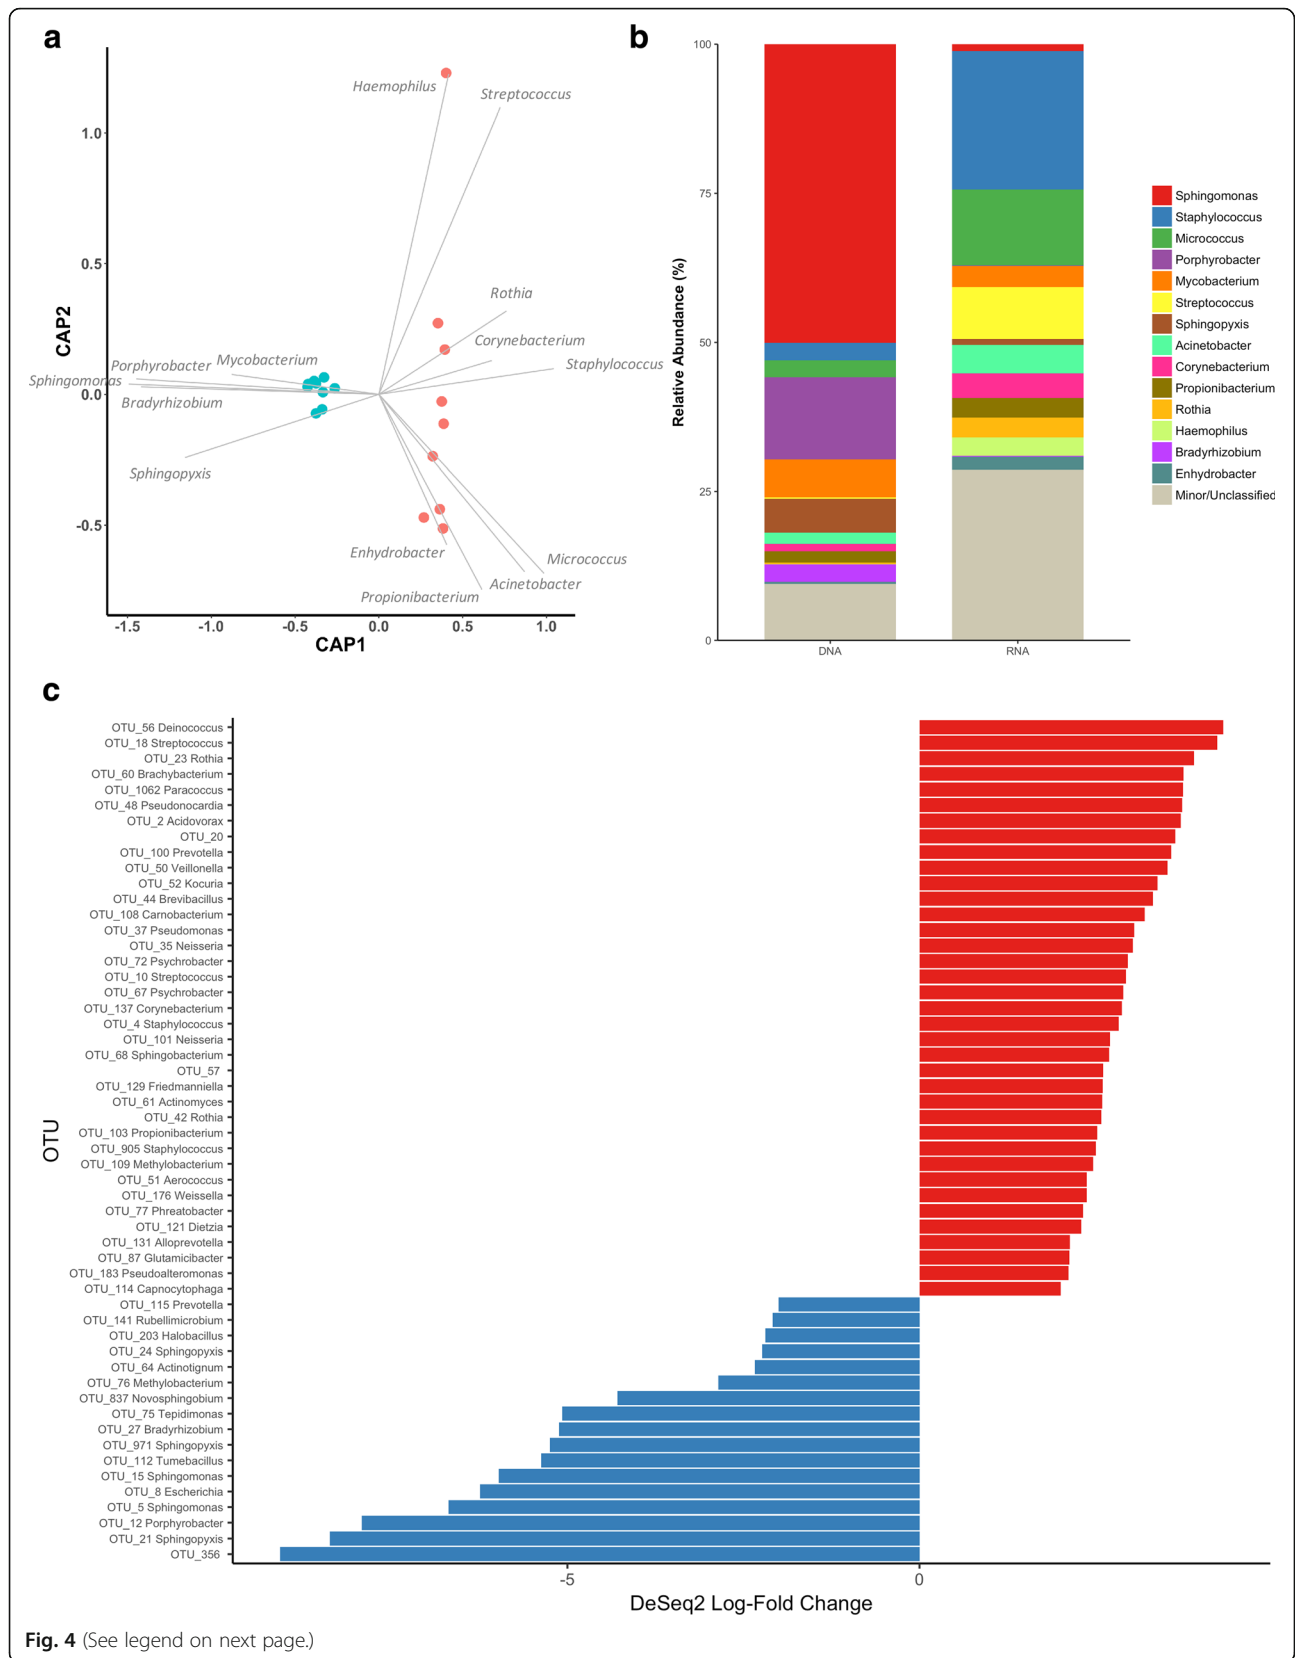 a
Haemophilus
Streptococcus
1.0
0.5
Rothia
Corynebacterium
CAP2
Porphyrobacter
Mycobacterium
Staphylococcus
Sphingomonas
0.0
Bradyrhizobium
Sphingopyxis
-0.5
Enhydrobacter
Micrococcus
Acinetobacter
Propionibacterium
-1.5 -1.0 -0.5 0.0 0.5 1.0
CAP1
b
100
75
50
25
0
Relative Abundance (%)
DNA RNA
Sphingomonas
Staphylococcus
Micrococcus
Porphyrobacter
Mycobacterium
Streptococcus
Sphingopyxis
Acinetobacter
Corynebacterium
Propionibacterium
Rothia
Haemophilus
Bradyrhizobium
Enhydrobacter
Minor/Unclassified
c
OTU
OTU_56 Deinococcus
OTU_18 Streptococcus
OTU_23 Rothia
OTU_60 Brachybacterium
OTU_1062 Paracoccus
OTU_48 Pseudonocardia
OTU_2 Acidovorax
OTU_20
OTU_100 Prevotella
OTU_50 Veillonella
OTU_52 Kocuria
OTU_44 Brevibacillus
OTU_108 Carnobacterium
OTU_37 Pseudomonas
OTU_35 Neisseria
OTU_72 Psychrobacter
OTU_10 Streptococcus
OTU_67 Psychrobacter
OTU_137 Corynebacterium
OTU_4 Staphylococcus
OTU_101 Neisseria
OTU_68 Sphingobacterium
OTU_57
OTU_129 Friedmanniella
OTU_61 Actinomyces
OTU_42 Rothia
OTU_103 Propionibacterium
OTU_905 Staphylococcus
OTU_109 Methylobacterium
OTU_51 Aerococcus
OTU_176 Weissella
OTU_77 Phreatobacter
OTU_121 Dietzia
OTU_131 Alloprevotella
OTU_87 Glutamicibacter
OTU_183 Pseudoalteromonas
OTU_114 Capnocytophaga
OTU_115 Prevotella
OTU_141 Rubellimicrobium
OTU_203 Halobacillus
OTU_24 Sphingopyxis
OTU_64 Actinotignum
OTU_76 Methylobacterium
OTU_837 Novosphingobium
OTU_75 Tepidimonas
OTU_27 Bradyrhizobium
OTU_971 Sphingopyxis
OTU_112 Tumebacillus
OTU_15 Sphingomonas
OTU_8 Escherichia
OTU_5 Sphingomonas
OTU_12 Porphyrobacter
OTU_21 Sphingopyxis
OTU_356
-5 0
DeSeq2 Log-Fold Change
Fig. 4 (See legend on next page.)